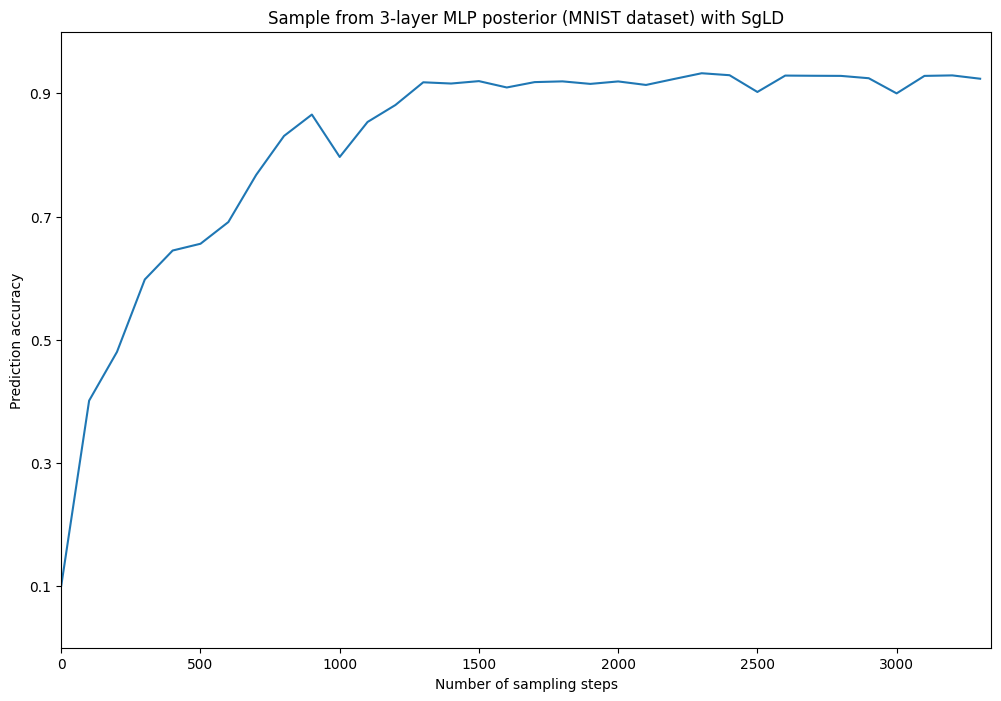 Sample from 3-layer MLP posterior (MNIST dataset) with SgLD
0.9
0.7
0.5
0.3
0.1
Prediction accuracy
0 500 1000 1500 2000 2500 3000
Number of sampling steps